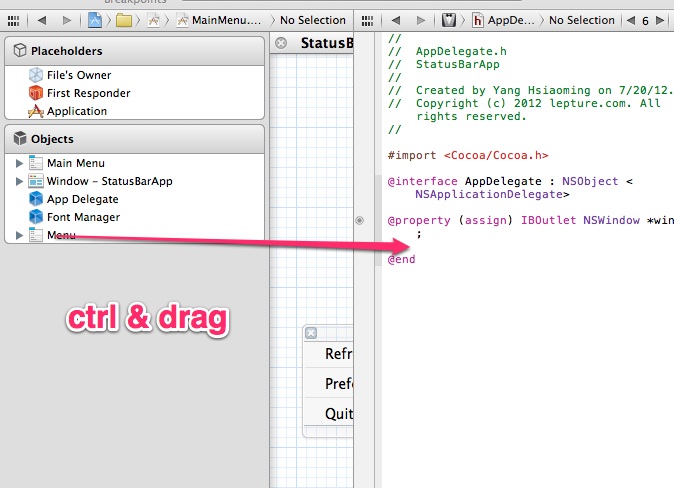 breakpoints
MainMenu.... No Selection
AppDe... No Selection 6
Placeholders
File's Owner
First Responder
Application
Objects
Main Menu
Window – StatusBarApp
App Delegate
Font Manager
Menu
ctrl & drag
StatusB
Refr
Pref
Quit
//
// AppDelegate.h
// StatusBarApp
//
// Created by Yang Hsiaoming on 7/20/12.
// Copyright (c) 2012 lepture.com. All
rights reserved.
//
#import <Cocoa/Cocoa.h>
@interface AppDelegate : NSObject <
NSApplicationDelegate>
@property (assign) IBOutlet NSWindow *win
;
@end